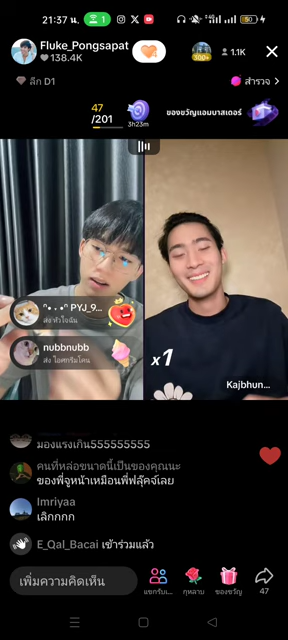 21:37
1
50
Fluke_Pongsapat
138.4K
500+
1.1K
ลีก D1
สำรวจ
47
/201
3h23m
ของขวัญแอมบาสเดอร์
PYJ_9...
ส่ง หัวใจฉัน
nubbnubb
ส่ง ไอศกรีมโคน
x1
Kajbhun...
มองแรงเกิน555555555
คนที่หล่อขนาดนี้เป็นของคุณนะ
ของพี่จูหน้าเหมือนพี่ฟลุ๊คจ์เลย
Imriyaa
เล้กกกก
E_Qal_Bacai เข้าร่วมแล้ว
เพิ่มความคิดเห็น
แขกรับเ...
กุหลาบ
ของขวัญ
47